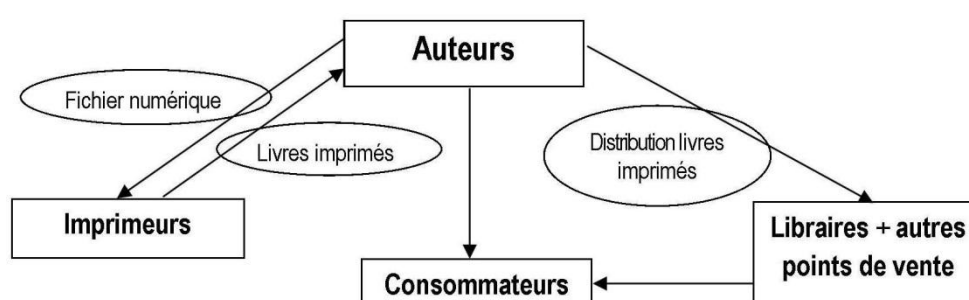 Auteurs
Fichier numérique
Livres imprimés
Distribution livres
imprimés
Imprimeurs
Libraires + autres
points de vente
Consommateurs